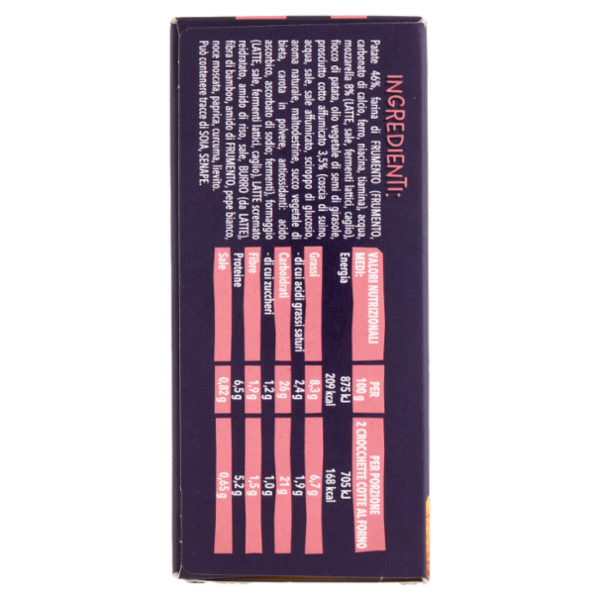 INGREDIENTI:
Patate 46%, farina di FRUMENTO (FRUMENTO,
carbonato di calcio, ferro, niacina, tiamina), acqua,
mozzarella 8% (LATTE, sale, fermenti lattici, caglio),
fiocco di patata, olio vegetale di semi di girasole,
prosciutto cotto affumicato 3,5% (coscia di suino,
acqua, sale, sale affumicato, sciroppo di glucosio,
aroma naturale, maltodestrine, succo vegetale di
bieta, carota in polvere, antiossidanti: acido
ascorbico, ascorbato di sodio; fermenti), formaggio
(LATTE, sale, fermenti lattici, caglio), LATTE scremato
reidratato, amido di riso, sale, BURRO (da LATTE),
fibra di bamboo, amido di FRUMENTO, pepe bianco,
noce moscata, paprica, curcuma, lievito.
Può contenere tracce di SOIA, SENAPE.
VALORI NUTRIZIONALI MEDI: PER 100 g PER PORZIONE 2 CROCCHETTE COTTE AL FORNO
Energia 875 kJ 705 kJ
209 kcal 168 kcal
Grassi 8,3 g 6,7 g
- di cui acidi grassi saturi 2,4 g 1,9 g
Carboidrati 26 g 21 g
- di cui zuccheri 1,2 g 1,0 g
Fibre 1,9 g 1,5 g
Proteine 6,5 g 5,2 g
Sale 0,82 g 0,65 g